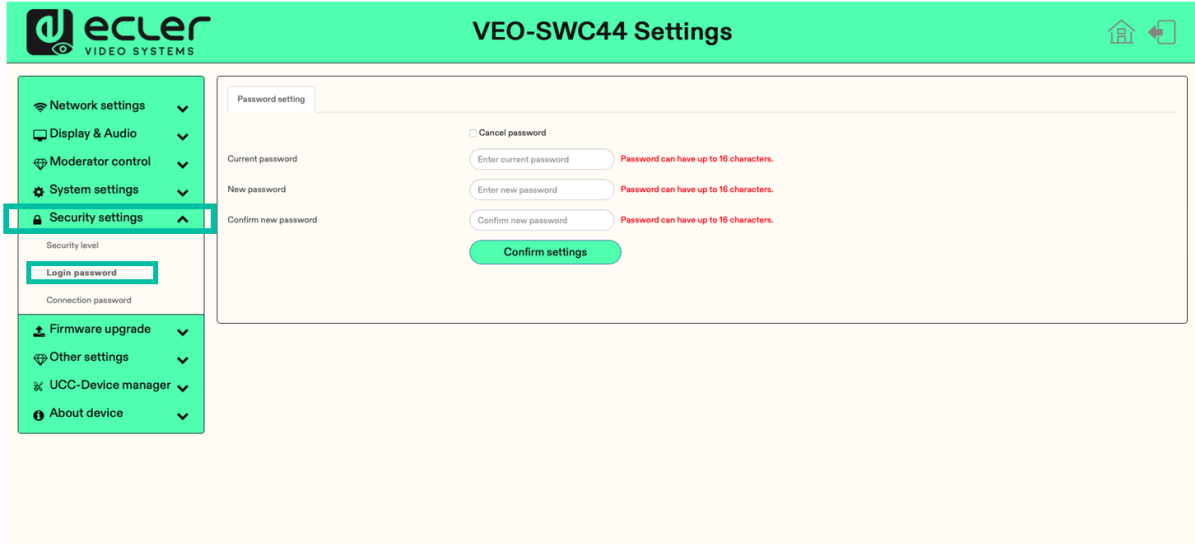 ecler
VIDEO SYSTEMS
VEO-SWC44 Settings
Network settings
Display & Audio
Moderator control
System settings
Security settings
Security level
Login password
Connection password
Firmware upgrade
Other settings
UCC-Device manager
About device
Password setting
Cancel password
Current password Enter current password Password can have up to 16 characters.
New password Enter new password Password can have up to 16 characters.
Confirm new password Confirm new password Password can have up to 16 characters.
Confirm settings